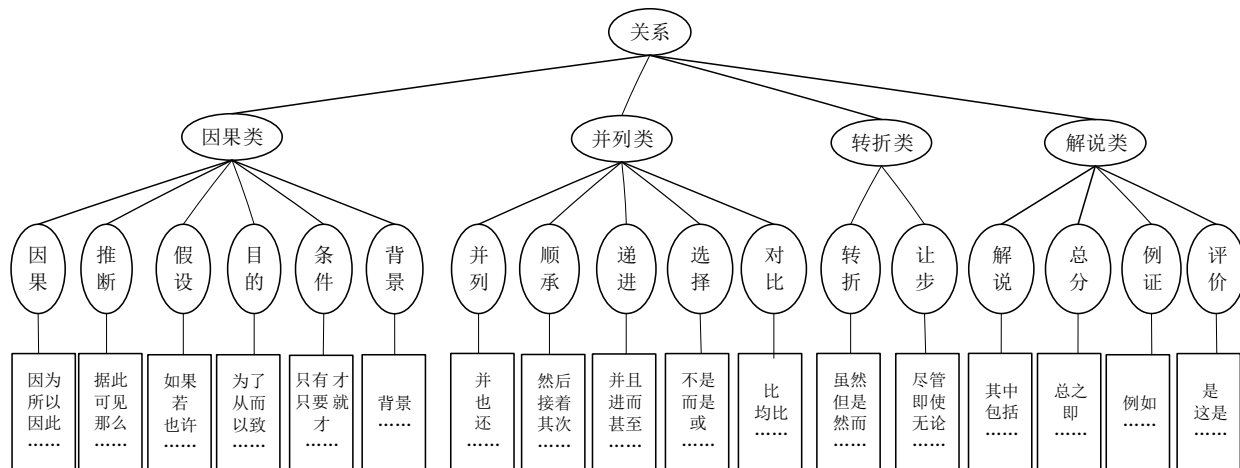 关系
因果类
并列类
转折类
解说类
因果
推断
假设
目的
条件
背景
并列
顺承
递进
选择
对比
转折
让步
解说
总分
例证
评价
因为
所以
因此
……
据此
可见
那么
……
如果
若
也许
……
为了
从而
以致
……
只有 才
只要 就
才
……
背景
……
并
也
还
……
然后
接着
其次
……
并且
进而
甚至
……
不是
而是
或
……
比
均比
……
虽然
但是
然而
……
尽管
即使
无论
……
其中
包括
……
总之
即
……
例如
……
是
这是
……